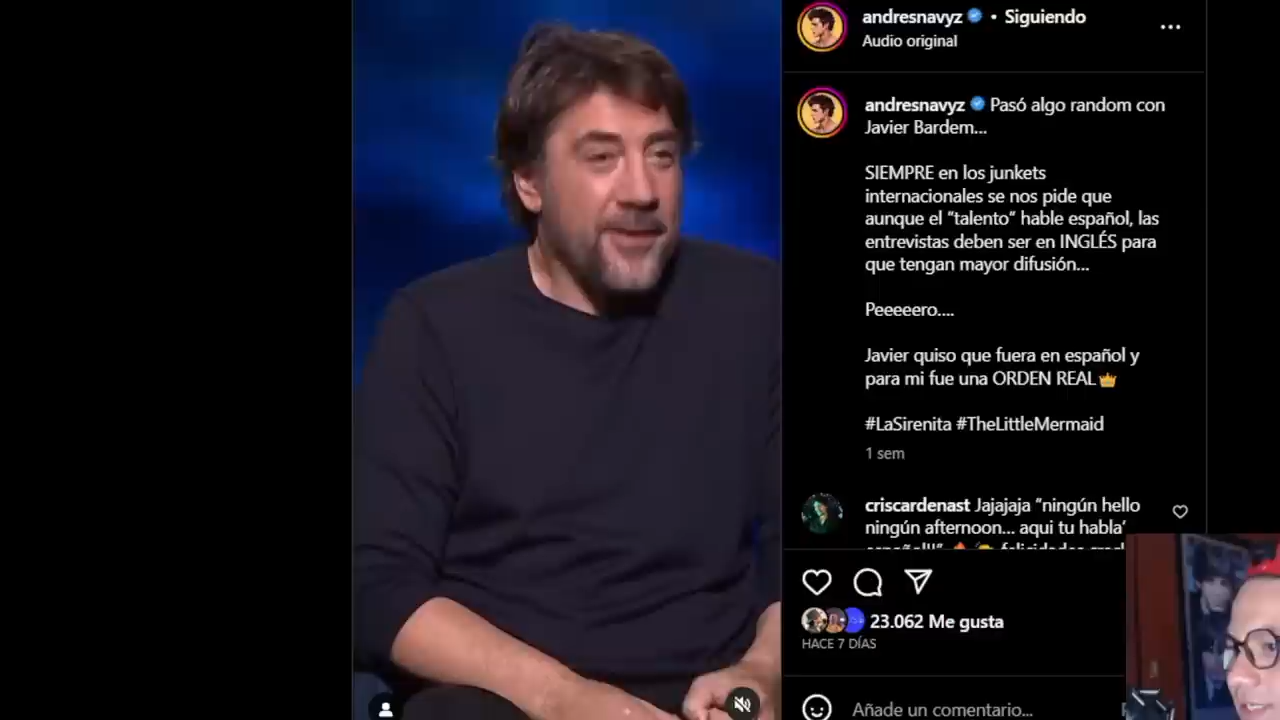 andresnavyz • Siguiendo
Audio original
andresnavyz Pasó algo random con
Javier Bardem...
SIEMPRE en los junkets
internacionales se nos pide que
aunque el “talento“ hable español, las
entrevistas deben ser en INGLÉS para
que tengan mayor difusión...
Peeeeero....
Javier quiso que fuera en español y
para mi fue una ORDEN REAL👑
#LaSirenita #TheLittleMermaid
1 sem
criscardenast Jajajaja “ningún hello
ningún afternoon... aqui tu habla’
23.062 Me gusta
HACE 7 DÍAS
Añade un comentario...